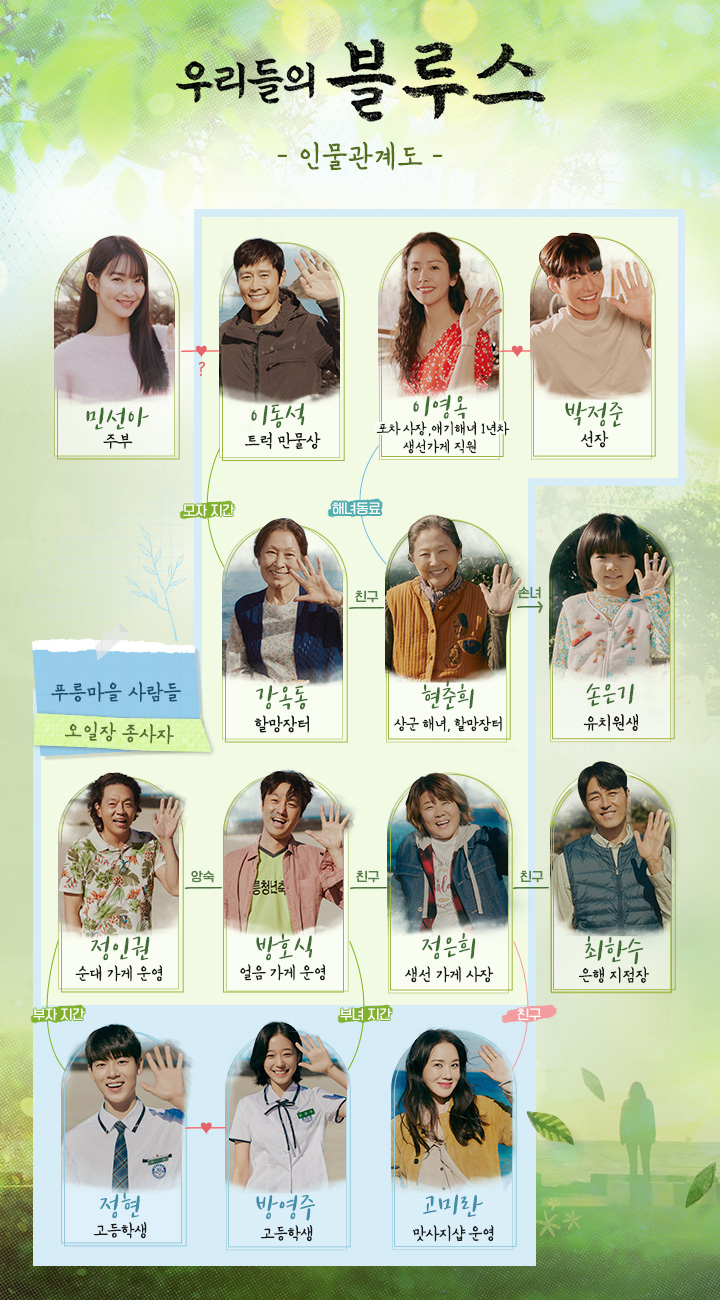 우리들의 블루스
- 인물관계도 -
?
민선아
주부
이동석
트럭 만물상
이영옥
포차 사장, 애기해녀 1년차
생선가게 직원
박정준
선장
모자 지간
해녀동료
친구
손녀
강옥동
할망장터
현춘희
상군 해녀, 할망장터
손은기
유치원생
푸릉마을 사람들
오일장 종사자
앙숙
친구
친구
릉청년축
정인권
순대 가게 운영
방호식
얼음 가게 운영
정은희
생선 가게 사장
최한수
은행 지점장
부자 지간
부녀 지간
친구
정현
고등학생
방영주
고등학생
고미란
맛사지샵 운영